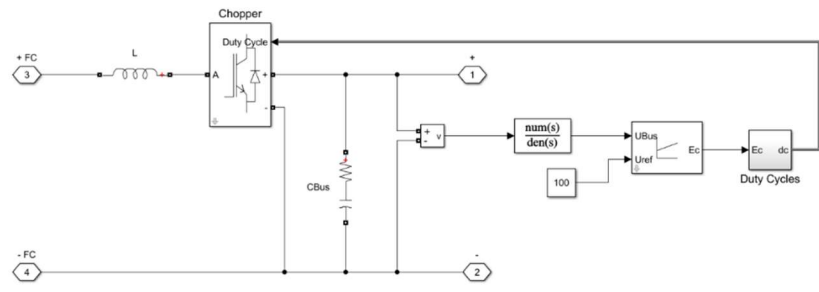 Chopper
+ FC
3
L
Duty Cycle
A
+
-
+
1
CBus
+
-
v
num(s)
den(s)
100
UBus
Uref
Ec
Ec
dc
Duty Cycles
- FC
4
-
2